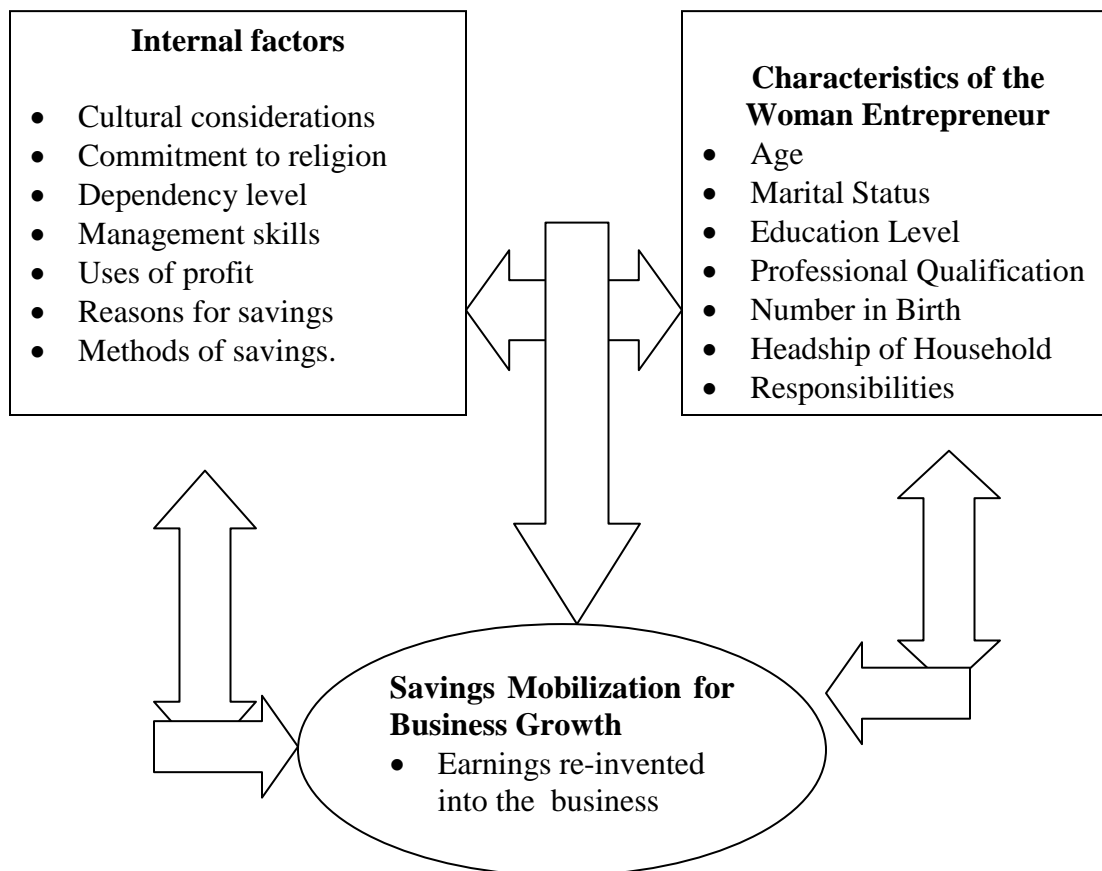 Internal factors
• Cultural considerations
• Commitment to religion
• Dependency level
• Management skills
• Uses of profit
• Reasons for savings
• Methods of savings.
Characteristics of the
Woman Entrepreneur
• Age
• Marital Status
• Education Level
• Professional Qualification
• Number in Birth
• Headship of Household
• Responsibilities
Savings Mobilization for
Business Growth
• Earnings re-invented
into the business